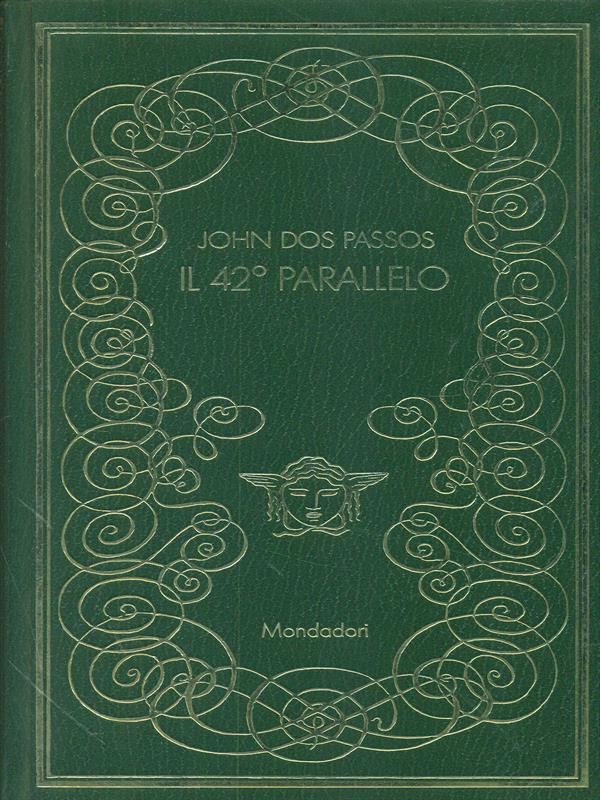 JOHN DOS PASSOS
IL 42° PARALLELO
Mondadori